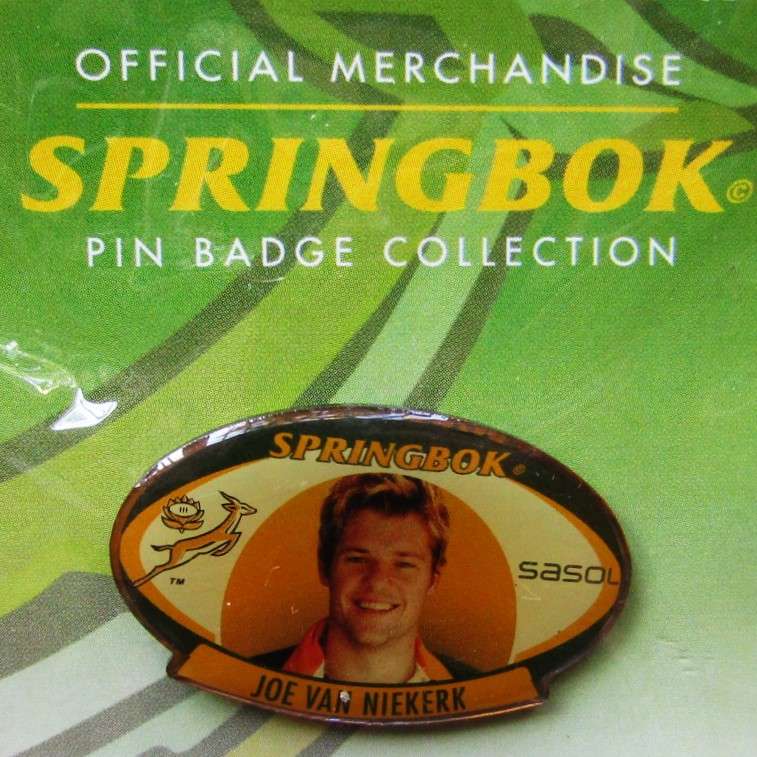 OFFICIAL MERCHANDISE
SPRINGBOK©
PIN BADGE COLLECTION
SPRINGBOK
TM
sasol
JOE VAN NIEKERK